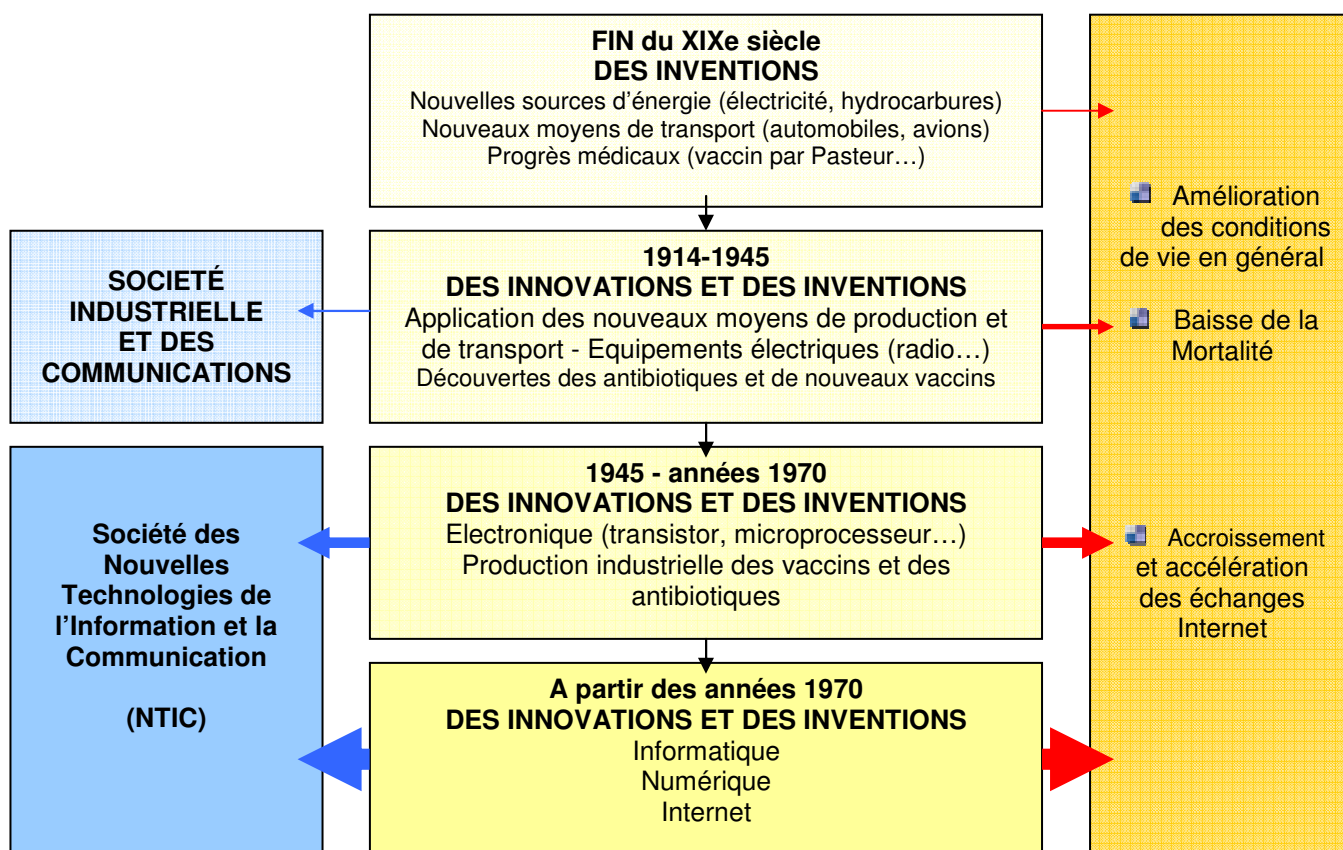 FIN du XIXe siècle
DES INVENTIONS
Nouvelles sources d'énergie (électricité, hydrocarbures)
Nouveaux moyens de transport (automobiles, avions)
Progrès médicaux (vaccin par Pasteur…)
SOCIETÉ
INDUSTRIELLE
ET DES
COMMUNICATIONS
1914-1945
DES INNOVATIONS ET DES INVENTIONS
Application des nouveaux moyens de production et
de transport - Equipements électriques (radio…)
Découvertes des antibiotiques et de nouveaux vaccins
Société des
Nouvelles
Technologies de
l'Information et la
Communication
(NTIC)
1945 - années 1970
DES INNOVATIONS ET DES INVENTIONS
Electronique (transistor, microprocesseur…)
Production industrielle des vaccins et des
antibiotiques
A partir des années 1970
DES INNOVATIONS ET DES INVENTIONS
Informatique
Numérique
Internet
Amélioration
des conditions
de vie en général
Baisse de la
Mortalité
Accroissement
et accélération
des échanges
Internet